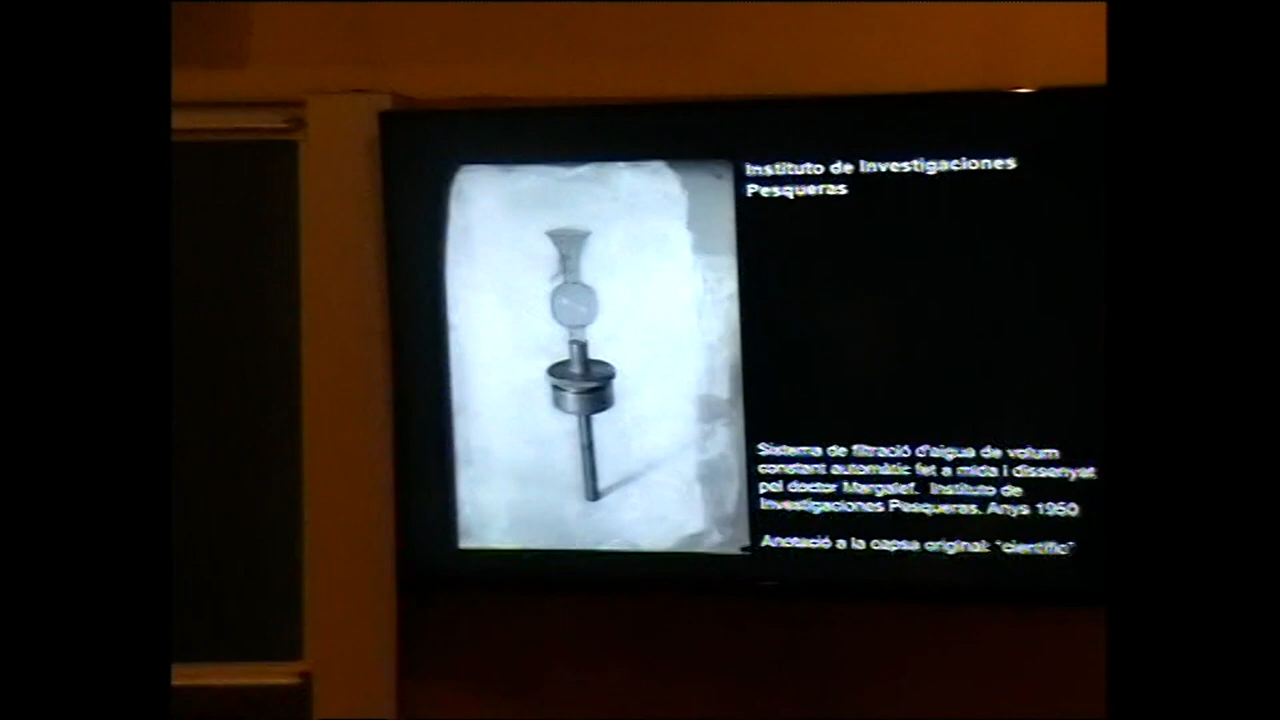 Instituto de Investigaciones
Pesqueras
Sistema de filtració d'aigua de volum
constant automàtic fet a mida i dissenyat
pel doctor Margalef. Instituto de
Investigaciones Pesqueras. Anys 1950
Anotació a la capsa original: "científic"